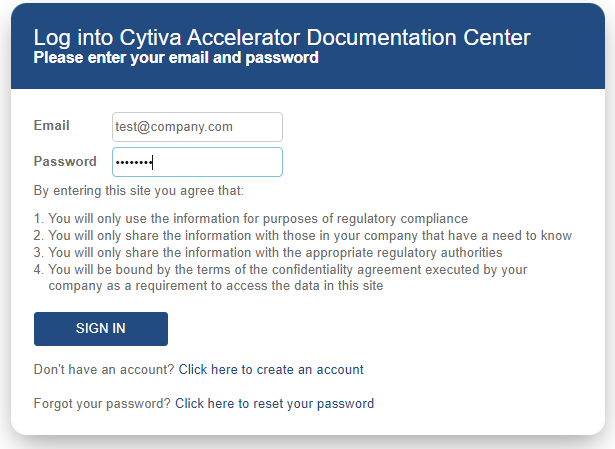 Log into Cytiva Accelerator Documentation Center
Please enter your email and password
Email
test@company.com
Password
••••••••
By entering this site you agree that:
1. You will only use the information for purposes of regulatory compliance
2. You will only share the information with those in your company that have a need to know
3. You will only share the information with the appropriate regulatory authorities
4. You will be bound by the terms of the confidentiality agreement executed by your
company as a requirement to access the data in this site
SIGN IN
Don't have an account? Click here to create an account
Forgot your password? Click here to reset your password